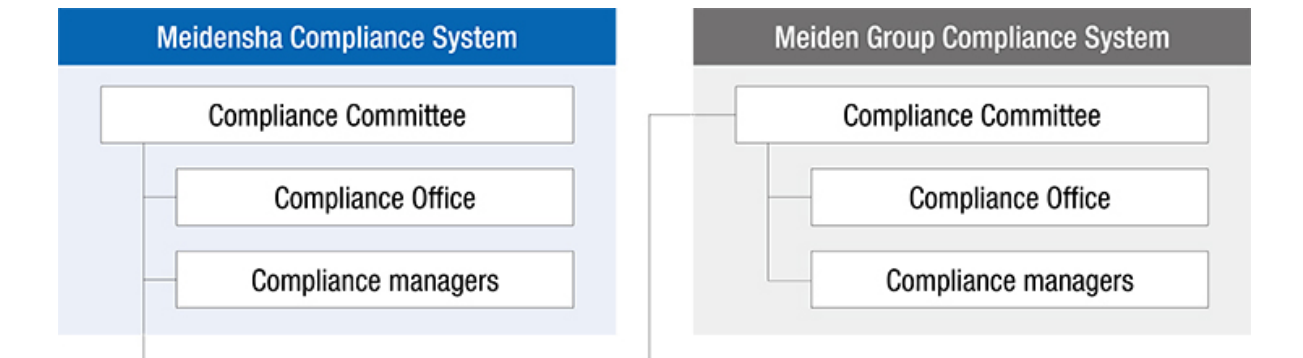 Meidensha Compliance System
Compliance Committee
Compliance Office
Compliance managers
Meiden Group Compliance System
Compliance Committee
Compliance Office
Compliance managers